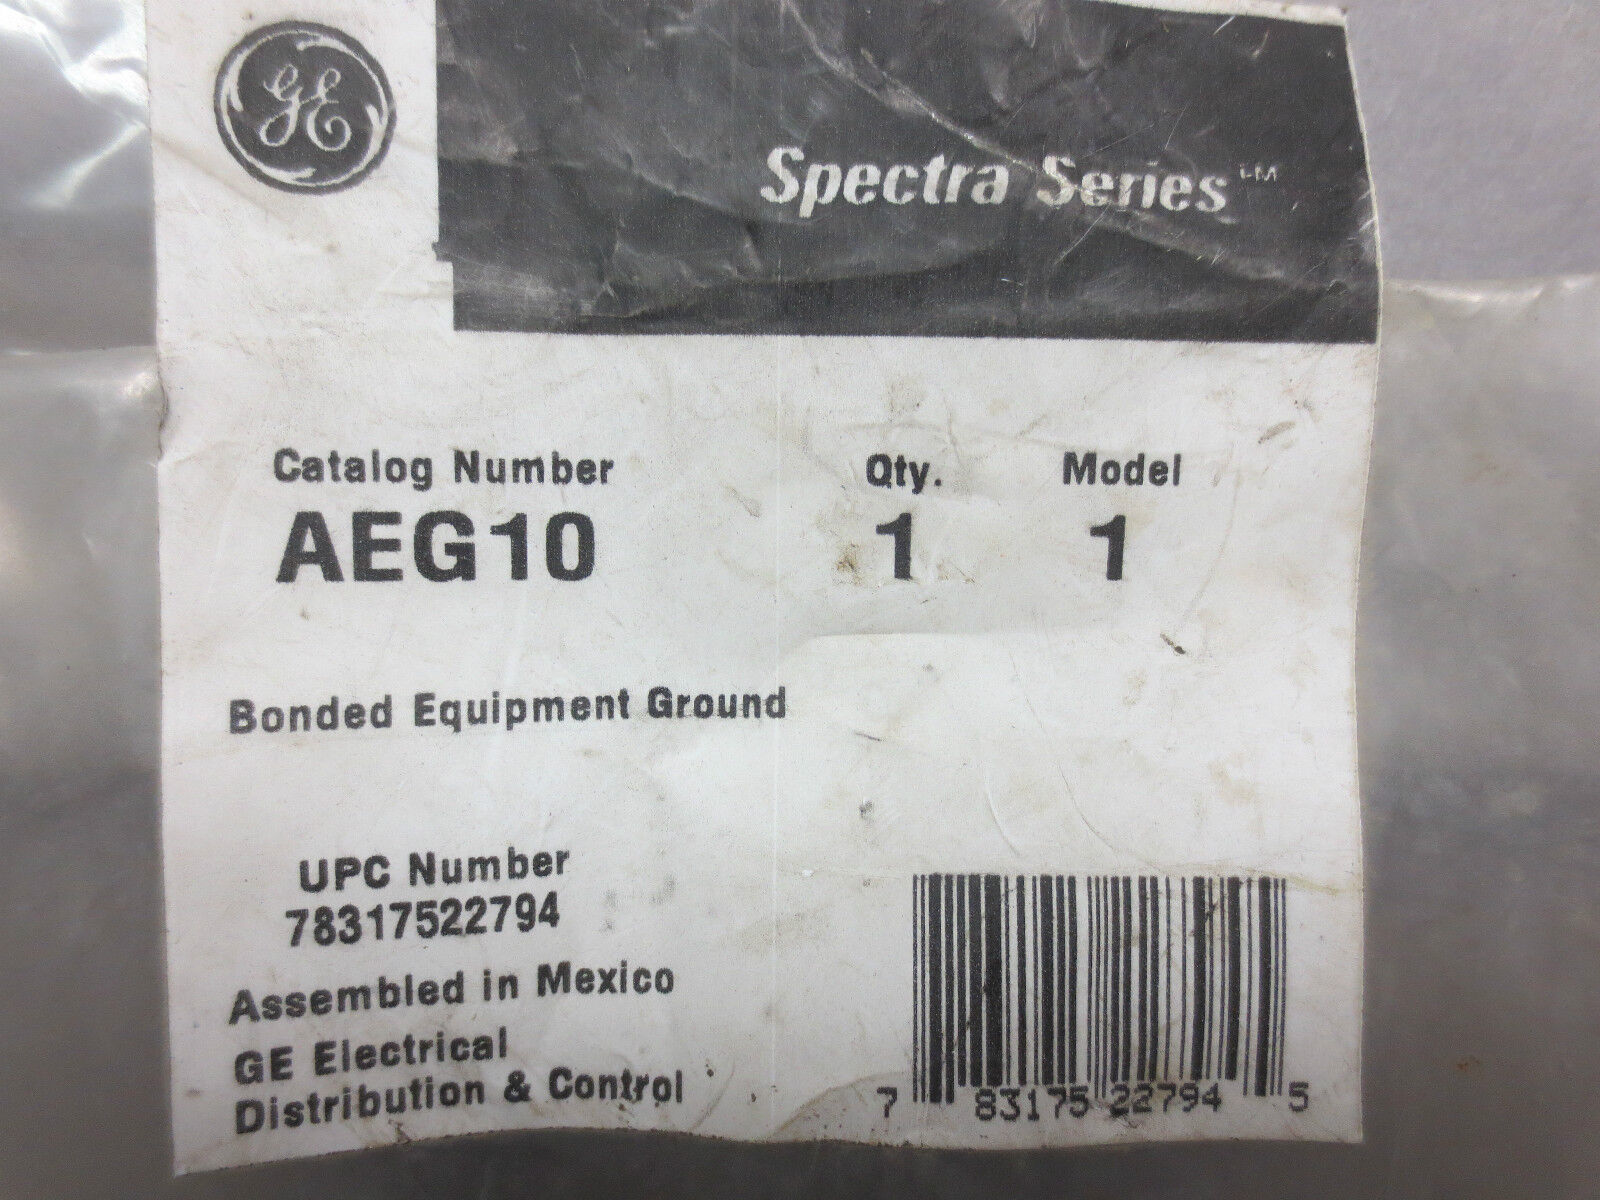 GE
Spectra Series™
Catalog Number Qty. Model
AEG10 1 1
Bonded Equipment Ground
UPC Number
78317522794
Assembled in Mexico
GE Electrical
Distribution & Control
7 83175 22794 5